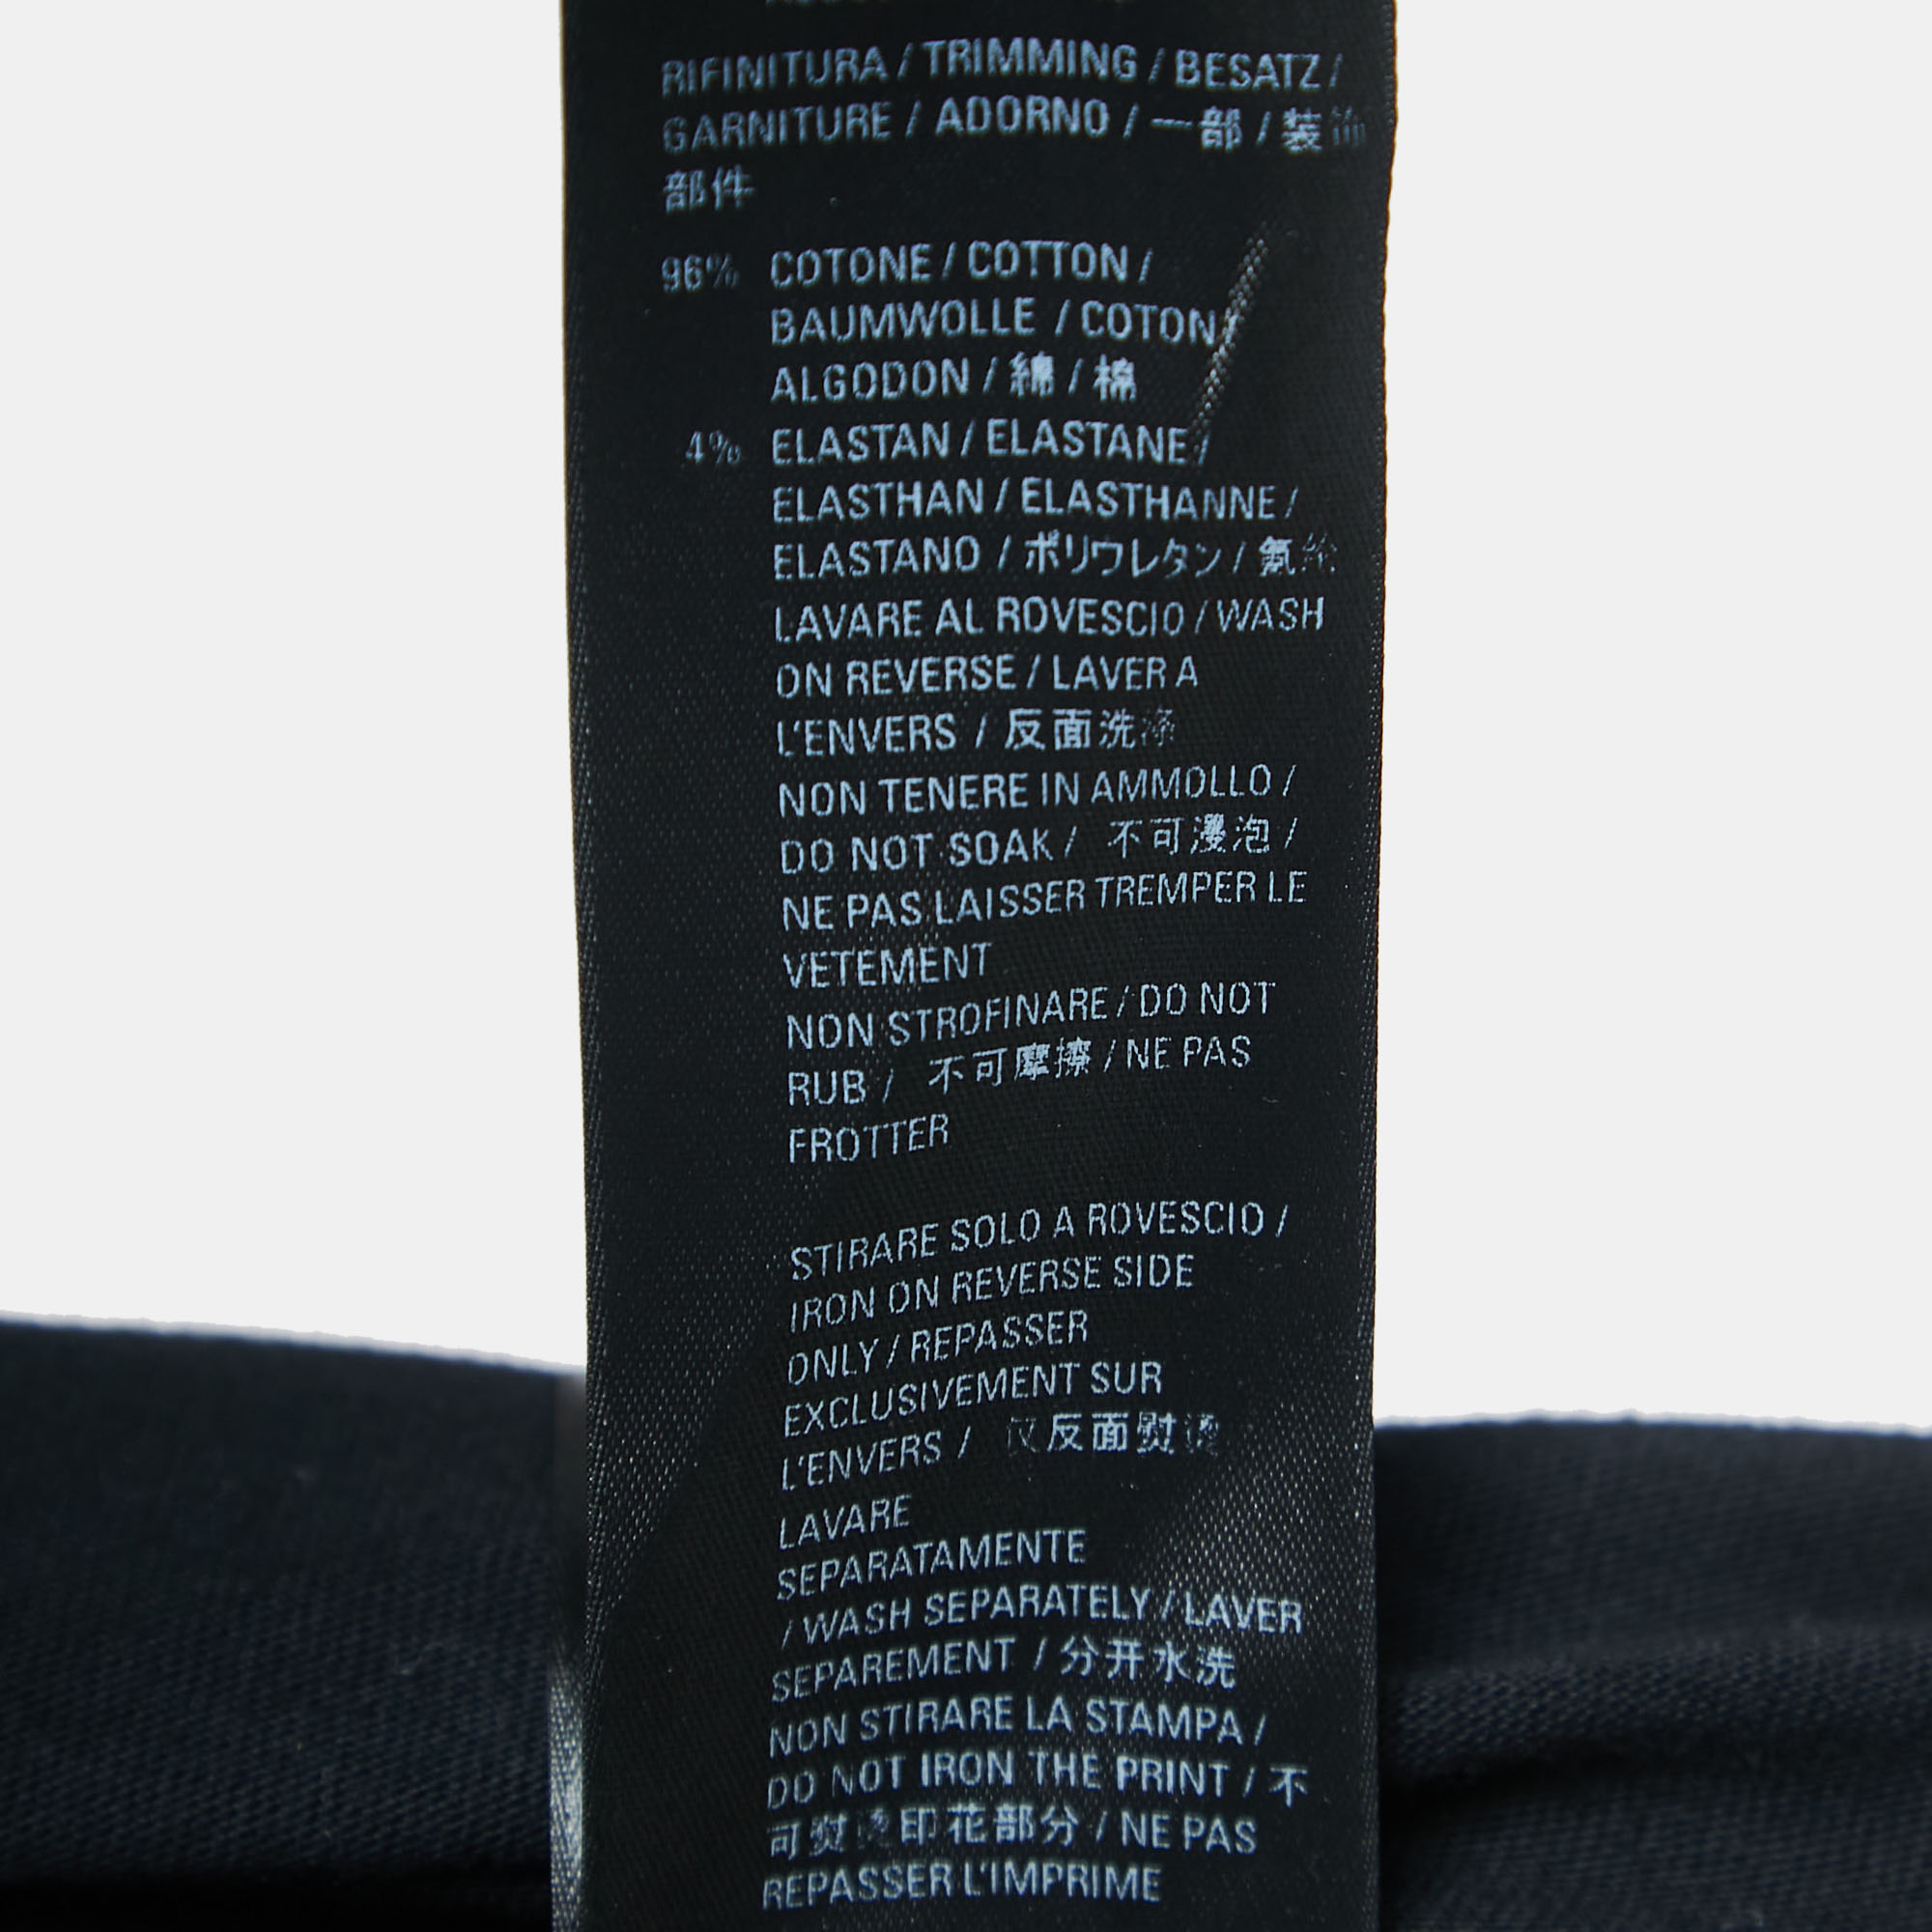 RIFINITURA / TRIMMING / BESATZ /
GARNITURE / ADORNO / 一部 / 装饰
部件
96% COTONE / COTTON /
BAUMWOLLE / COTON /
ALGODON / 綿 / 棉
4% ELASTAN / ELASTANE /
ELASTHAN / ELASTHANNE /
ELASTANO / ポリウレタン / 氨纶
LAVARE AL ROVESCIO / WASH
ON REVERSE / LAVER A
L'ENVERS / 反面洗涤
NON TENERE IN AMMOLLO /
DO NOT SOAK / 不可浸泡 /
NE PAS LAISSER TREMPER LE
VETEMENT
NON STROFINARE / DO NOT
RUB / 不可摩擦 / NE PAS
FROTTER
STIRARE SOLO A ROVESCIO /
IRON ON REVERSE SIDE
ONLY / REPASSER
EXCLUSIVEMENT SUR
L'ENVERS / 仅反面熨烫
LAVARE
SEPARATAMENTE
/ WASH SEPARATELY / LAVER
SEPAREMENT / 分开水洗
NON STIRARE LA STAMPA /
DO NOT IRON THE PRINT / 不
可熨烫印花部分 / NE PAS
REPASSER L'IMPRIME